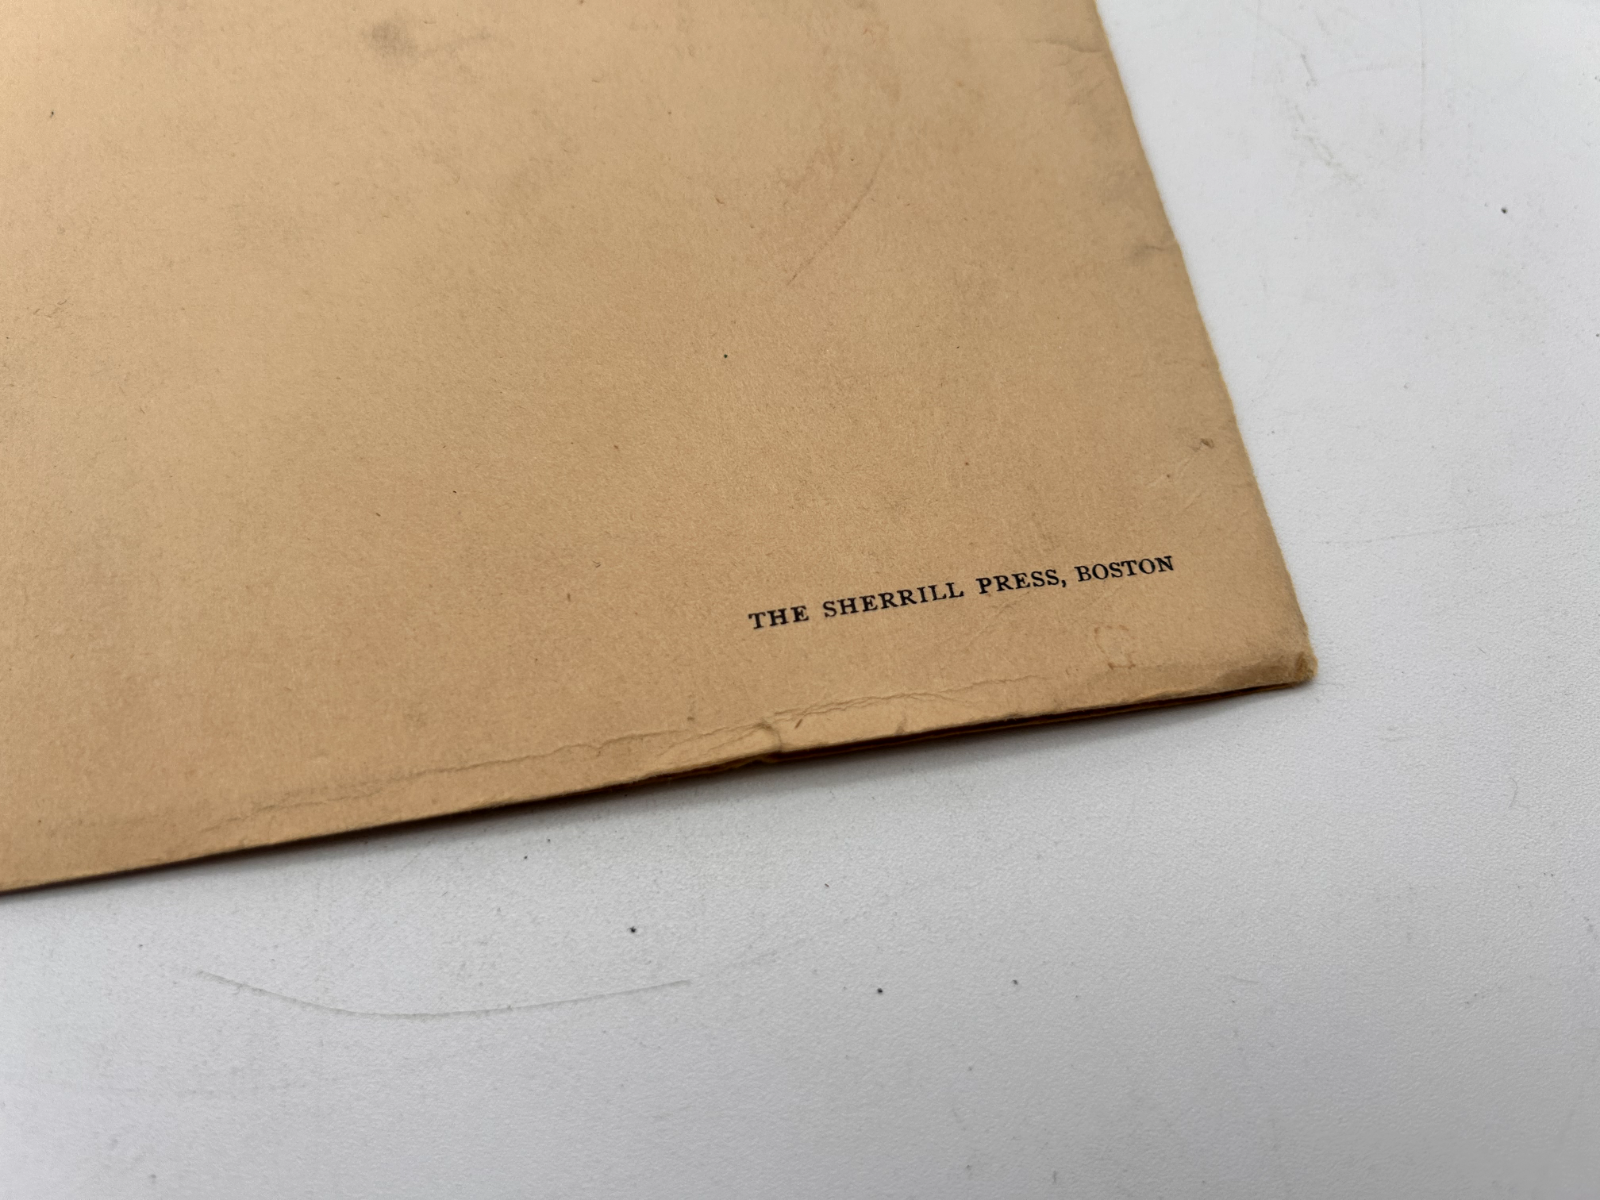 THE SHERRILL PRESS, BOSTON